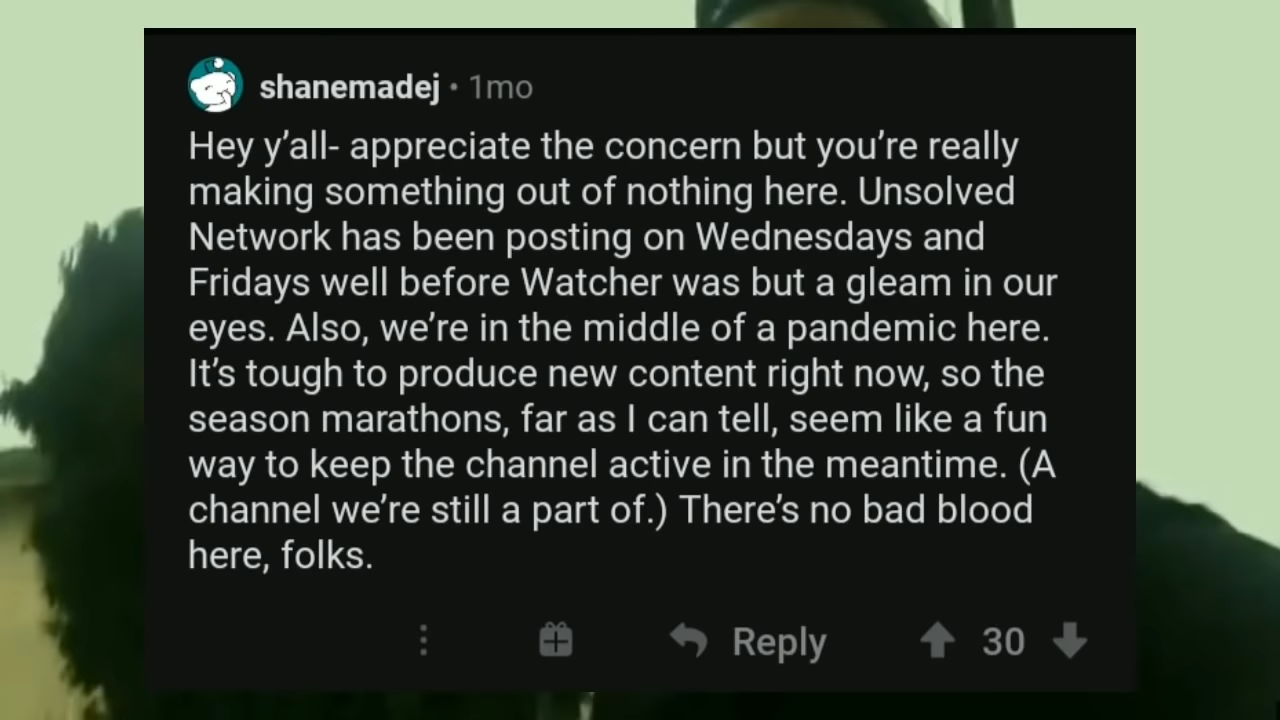 shanemadej • 1mo
Hey y’all- appreciate the concern but you’re really
making something out of nothing here. Unsolved
Network has been posting on Wednesdays and
Fridays well before Watcher was but a gleam in our
eyes. Also, we’re in the middle of a pandemic here.
It’s tough to produce new content right now, so the
season marathons, far as I can tell, seem like a fun
way to keep the channel active in the meantime. (A
channel we’re still a part of.) There’s no bad blood
here, folks.
Reply 30